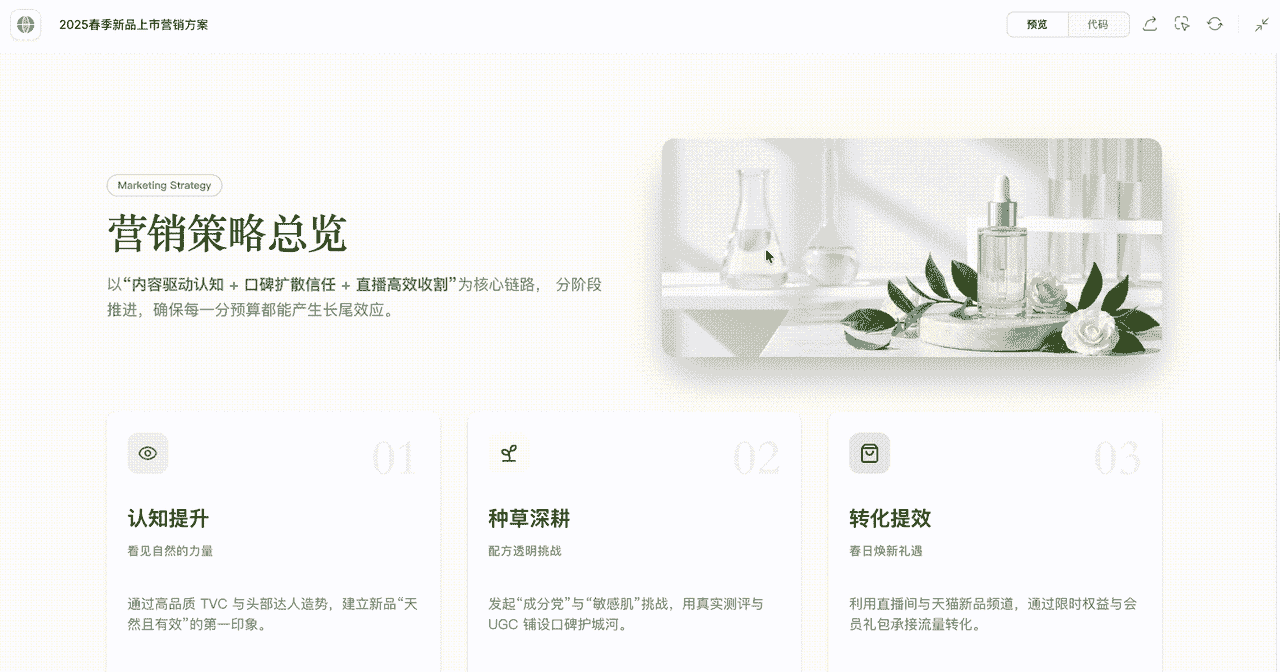 2025春季新品上市营销方案
预览
代码
Marketing Strategy
营销策略总览
以“内容驱动认知 + 口碑扩散信任 + 直播高效收割”为核心链路， 分阶段
推进，确保每一分预算都能产生长尾效应。
01
认知提升
看见自然的力量
通过高品质 TVC 与头部达人造势，建立新品“天
然且有效”的第一印象。
02
种草深耕
配方透明挑战
发起“成分党”与“敏感肌”挑战，用真实测评与
UGC 铺设口碑护城河。
03
转化提效
春日焕新礼遇
利用直播间与天猫新品频道，通过限时权益与会
员礼包承接流量转化。